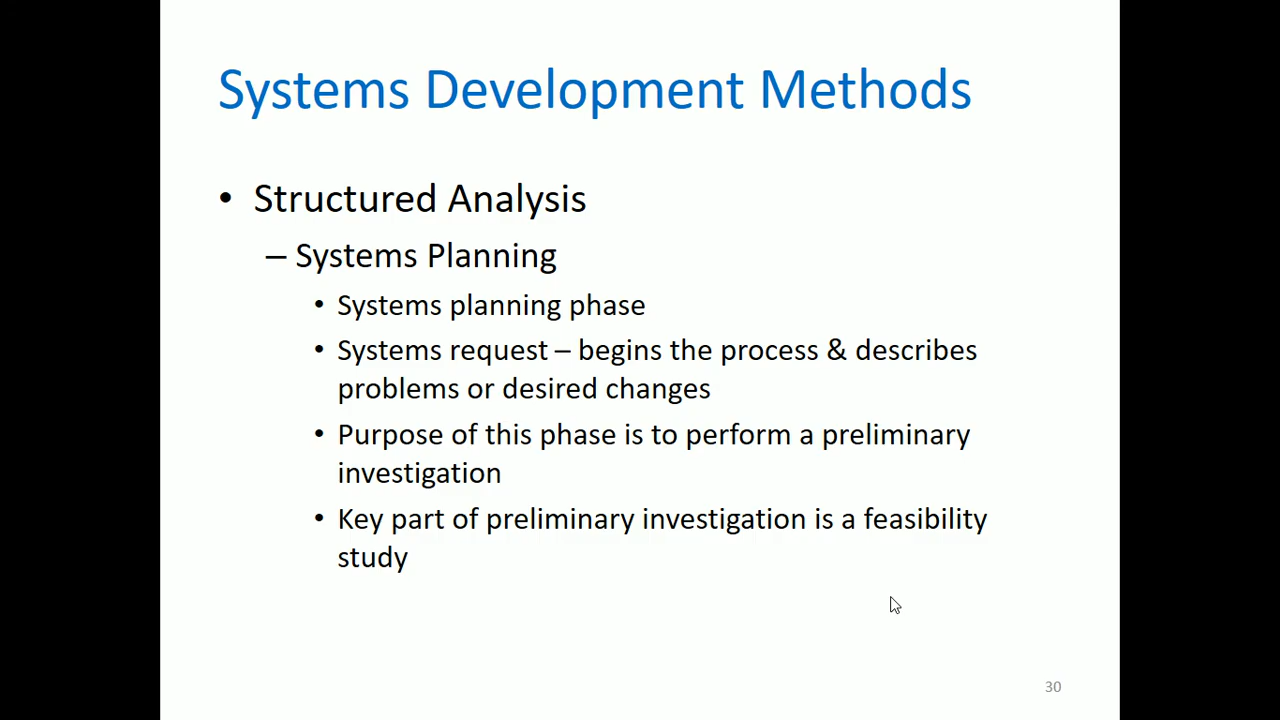 Systems Development Methods
• Structured Analysis
– Systems Planning
• Systems planning phase
• Systems request – begins the process & describes
problems or desired changes
• Purpose of this phase is to perform a preliminary
investigation
• Key part of preliminary investigation is a feasibility
study
30